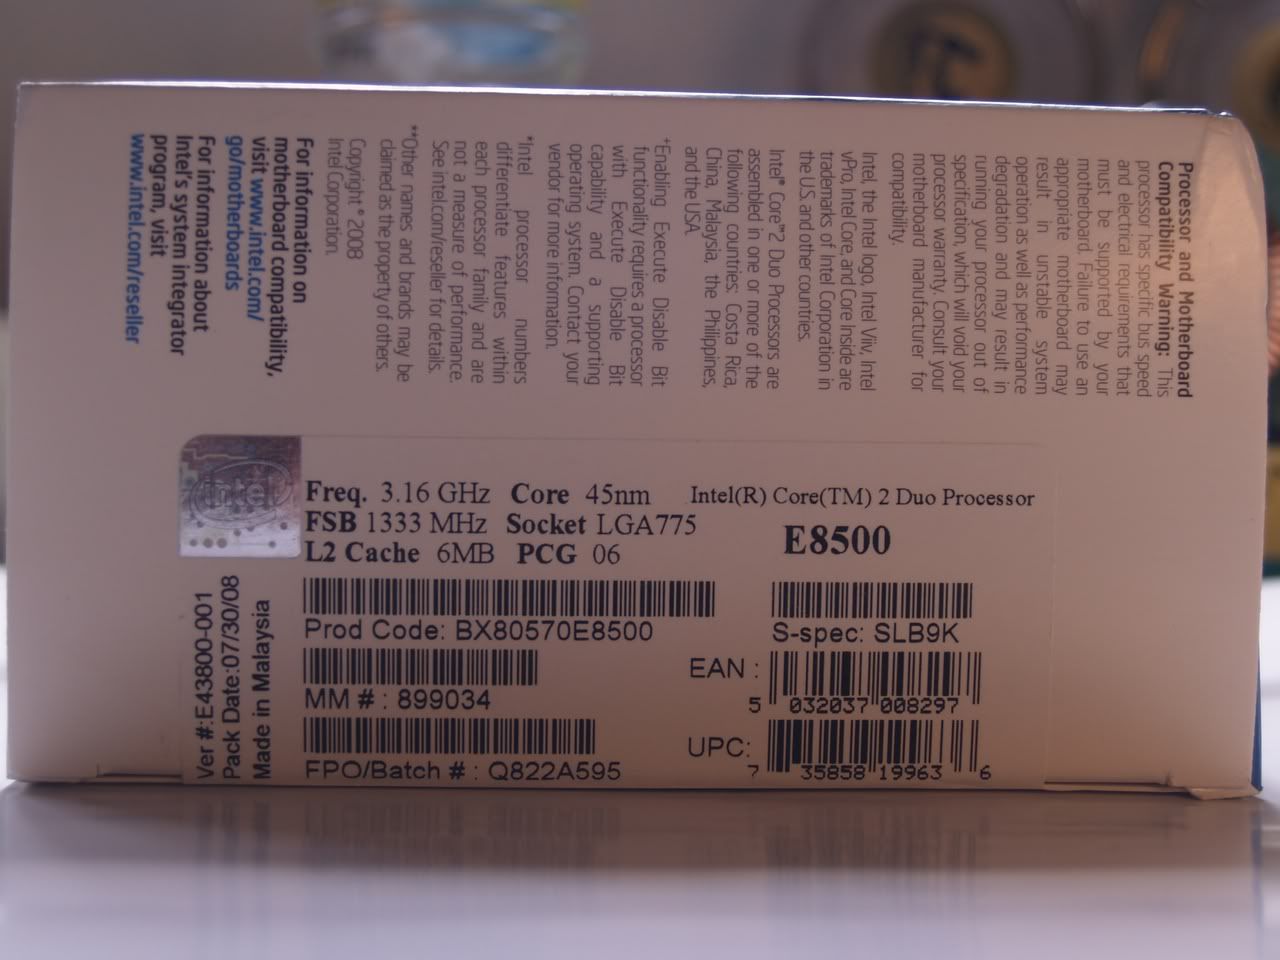 Processor and Motherboard
Compatibility Warning: This
processor has specific bus speed
and electrical requirements that
must be supported by your
motherboard. Failure to use an
appropriate motherboard may
result in unstable system
operation as well as performance
degradation and may result in
running your processor out of
specification, which will void your
processor warranty. Consult your
motherboard manufacturer for
compatibility.
Intel, the Intel logo, Intel Viiv, Intel
vPro, Intel Core, and Core Inside are
trademarks of Intel Corporation in
the U.S. and other countries.
Intel® Core™2 Duo Processors are
assembled in one or more of the
following countries: Costa Rica,
China, Malaysia, the Philippines,
and the USA
+Enabling Execute Disable Bit
functionality requires a processor
with Execute Disable Bit
capability and a supporting
operating system. Contact your
vendor for more information.
*Intel processor numbers
differentiate features within
each processor family and are
not a measure of performance.
See intel.com/reseller for details.
**Other names and brands may be
claimed as the property of others.
Copyright © 2008
Intel Corporation.
For information on
motherboard compatibility,
visit www.intel.com/
go/motherboards
For information about
Intel's system integrator
program, visit
www.intel.com/reseller
intel
Freq. 3.16 GHz Core 45nm Intel(R) Core(TM) 2 Duo Processor
FSB 1333 MHz Socket LGA775
E8500
L2 Cache 6MB PCG 06
Prod Code: BX80570E8500
S-spec: SLB9K
MM # : 899034
EAN :
5 032037 008297
FPO/Batch # : Q822A595
UPC:
7 35858 19963 6
Ver #:E43800-001
Pack Date:07/30/08
Made in Malaysia